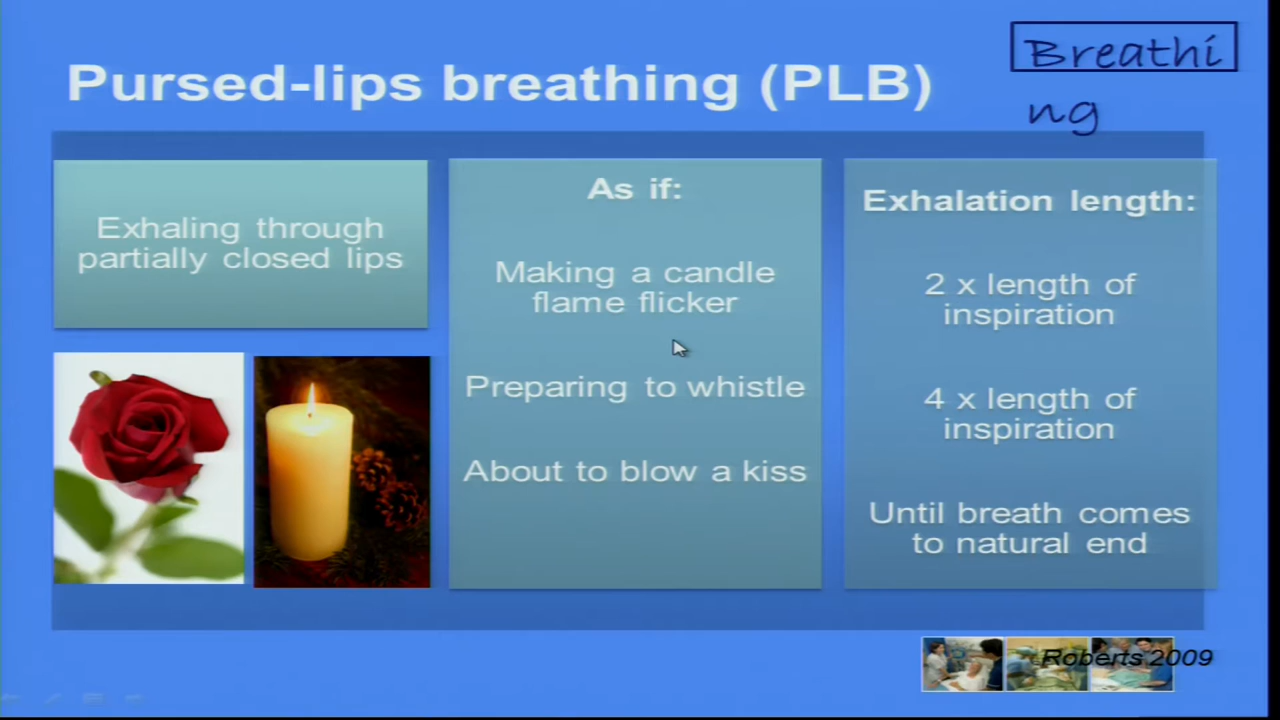 Breathi
ng
Pursed-lips breathing (PLB)
Exhaling through
partially closed lips
As if:
Making a candle
flame flicker
Preparing to whistle
About to blow a kiss
Exhalation length:
2 x length of
inspiration
4 x length of
inspiration
Until breath comes
to natural end
Roberts 2009